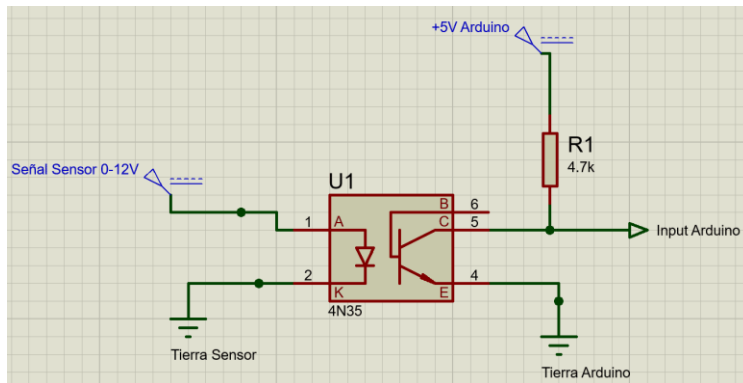 +5V Arduino
R1
4.7k
Señal Sensor 0-12V
U1
1
A
B
6
C
5
Input Arduino
2
K
E
4
4N35
Tierra Sensor
Tierra Arduino